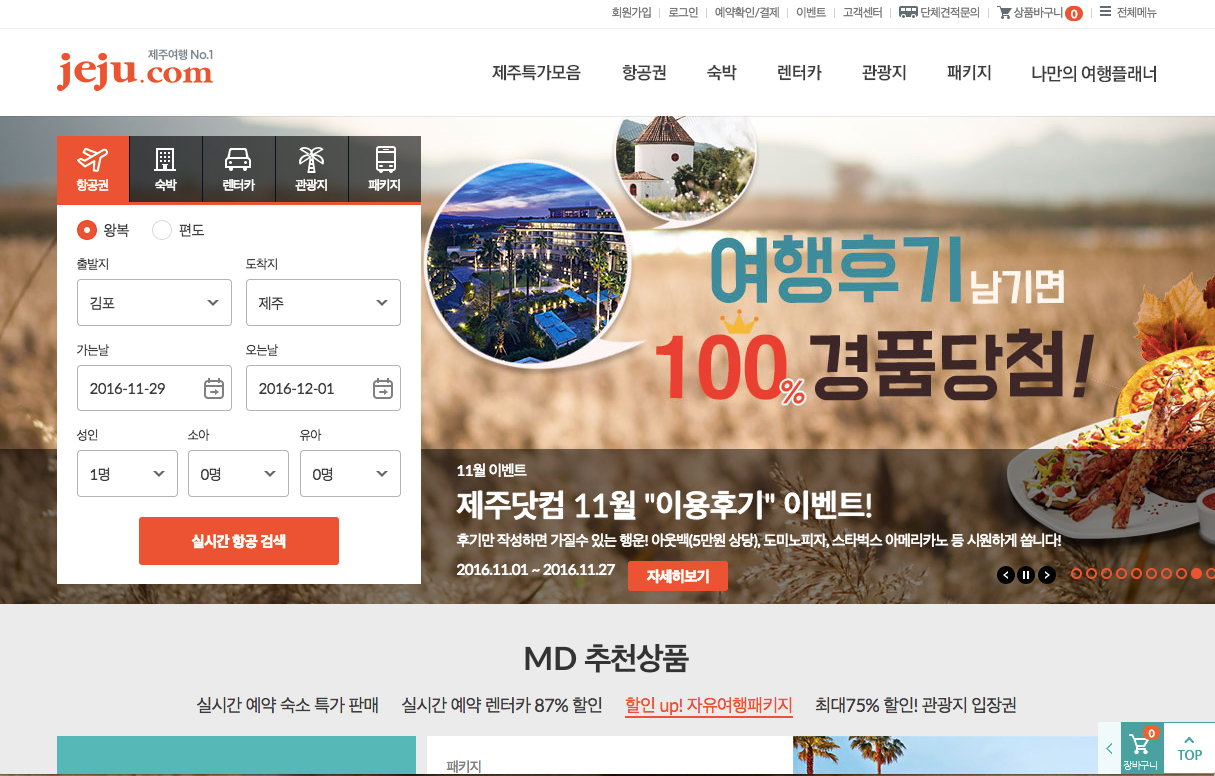 회원가입 로그인 예약확인/결제 이벤트 고객센터 단체견적문의 상품바구니 0 전체메뉴
제주여행 No.1
jeju.com
제주특가모음 항공권 숙박 렌터카 관광지 패키지 나만의 여행플래너
항공권 숙박 렌터카 관광지 패키지
왕복 편도
출발지 도착지
김포 제주
가는날 오는날
2016-11-29 2016-12-01
성인 소아 유아
1명 0명 0명
실시간 항공 검색
여행후기 남기면
100% 경품당첨!
11월 이벤트
제주닷컴 11월 "이용후기" 이벤트!
후기만 작성하면 가질수 있는 행운! 아웃백(5만원 상당), 도미노피자, 스타벅스 아메리카노 등 시원하게 쏩니다!
2016.11.01 ~ 2016.11.27 자세히보기
MD 추천상품
실시간 예약 숙소 특가 판매 실시간 예약 렌터카 87% 할인 할인 up! 자유여행패키지 최대75% 할인! 관광지 입장권
패키지
0
장바구니
TOP